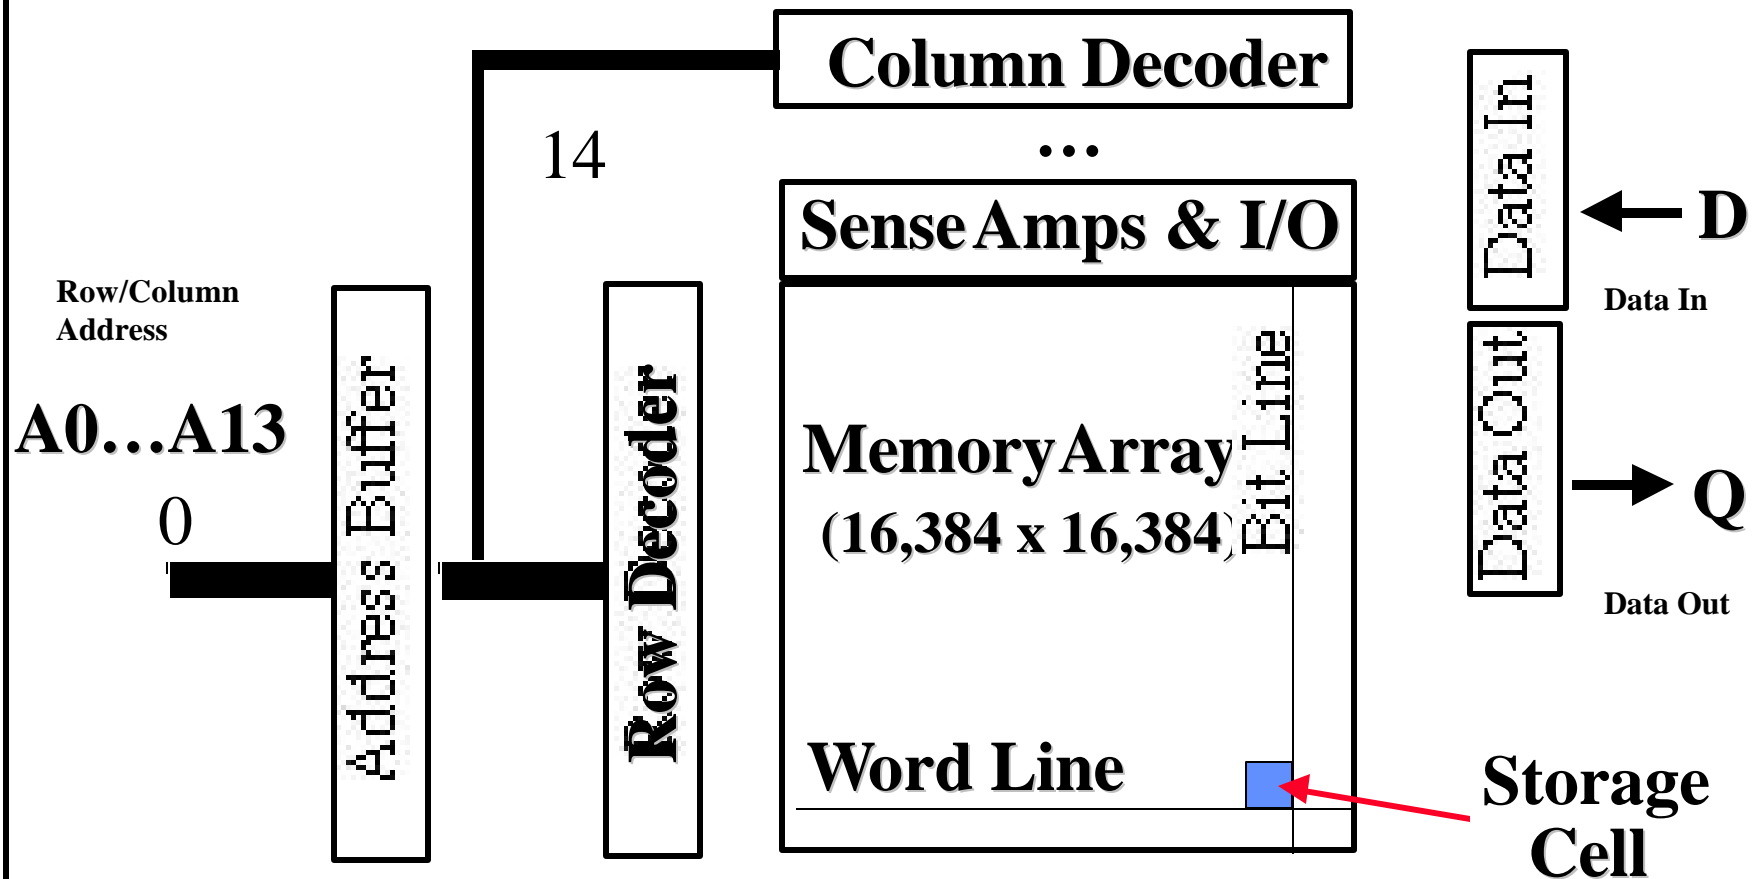 Column Decoder
14
...
Sense Amps & I/O
Data In
D
Data In
Row/Column
Address
A0...A13
0
Address Buffer
Row Decoder
Memory Array
(16,384 x 16,384)
Bit Line
Data Out
Q
Data Out
Word Line
Storage
Cell